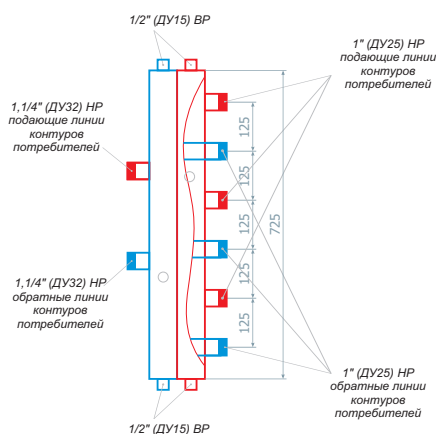 1/2" (ДУ15) ВР
1" (ДУ25) НР
подающие линии
контуров
потребителей
1,1/4" (ДУ32) НР
подающие линии
контуров
потребителей
125
125
125
725
125
125
1,1/4" (ДУ32) НР
обратные линии
контуров
потребителей
1" (ДУ25) НР
обратные линии
контуров
потребителей
1/2" (ДУ15) ВР